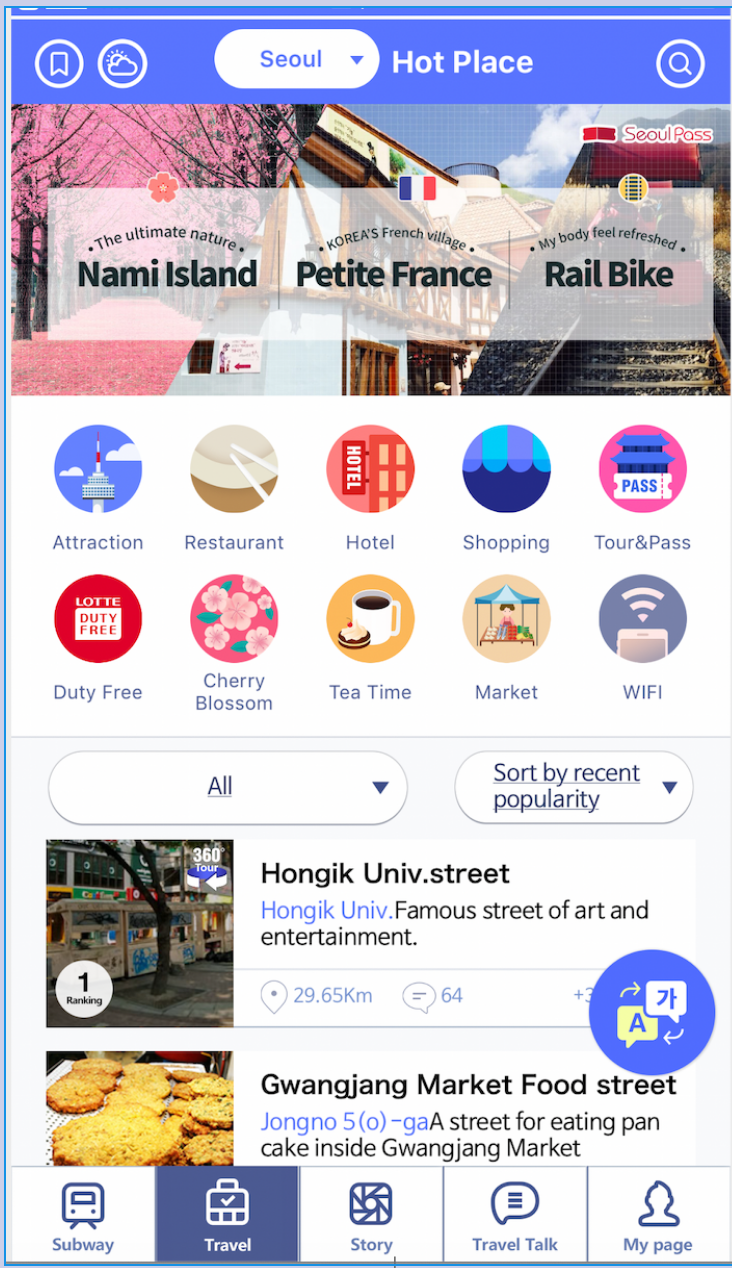 Seoul
Hot Place
Seoul Pass
• The ultimate nature •
Nami Island
• KOREA'S French village •
Petite France
• My body feel refreshed •
Rail Bike
HOTEL
PASS
Attraction
Restaurant
Hotel
Shopping
Tour&Pass
LOTTE
DUTY
FREE
Duty Free
Cherry
Blossom
Tea Time
Market
WIFI
All
Sort by recent
popularity
360°
Tour
1
Ranking
Hongik Univ.street
Hongik Univ.Famous street of art and
entertainment.
29.65Km
64
가
A
Gwangjang Market Food street
Jongno 5(o)-gaA street for eating pan
cake inside Gwangjang Market
Subway
Travel
Story
Travel Talk
My page